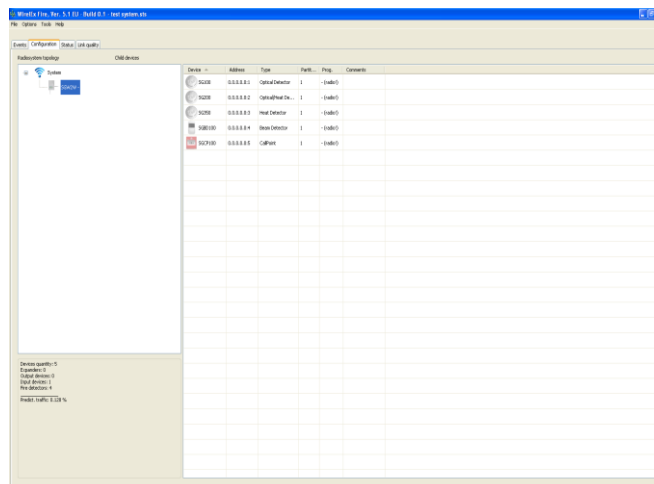 WireEx Fire, Ver. 5.1 EU - Build 0.1 - test system.sts
File Options Tools Help
Events Configuration Status Link quality
Radiosystem topology Child devices
System
Device Address Type Partiti... Prog. Comments
SG100 0.0.0.0.0.1 Optical Detector 1 - (radio!)
SG200 0.0.0.0.0.2 Optical/Heat De... 1 - (radio!)
SG350 0.0.0.0.0.3 Heat Detector 1 - (radio!)
SGBD100 0.0.0.0.0.4 Beam Detector 1 - (radio!)
SGCP100 0.0.0.0.0.5 CallPoint 1 - (radio!)
Devices quantity: 5
Expanders: 0
Output devices: 0
Input devices: 1
Fire detectors: 4
Predict. traffic: 0.120 %